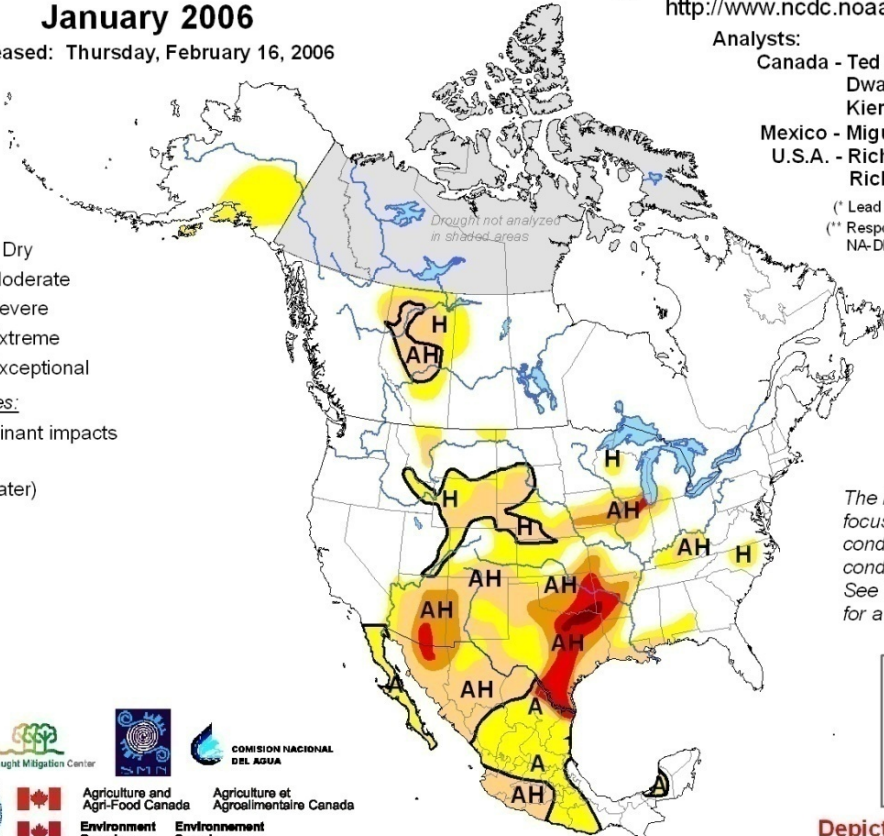 January 2006
eased: Thursday, February 16, 2006
http://www.ncdc.noaa
Analysts:
Canada - Ted
Dwa
Kier
Mexico - Migu
U.S.A. - Rich
Rich
(* Lead
(** Respo
NA-D
Drought not analyzed
in shaded areas
Dry
Moderate
evere
xtreme
xceptional
es:
inant impacts
ater)
H
AH
H
H
H
AH
AH
H
AH
AH
AH
AH
A
AH
A
A
AH
A
The
focus
cond
cond
See
for a
ught Mitigation Center
SMN
COMISION NACIONAL
DEL AGUA
Agriculture and
Agri-Food Canada
Agriculture et
Agroalimentaire Canada
Environment
Environnement
Depict